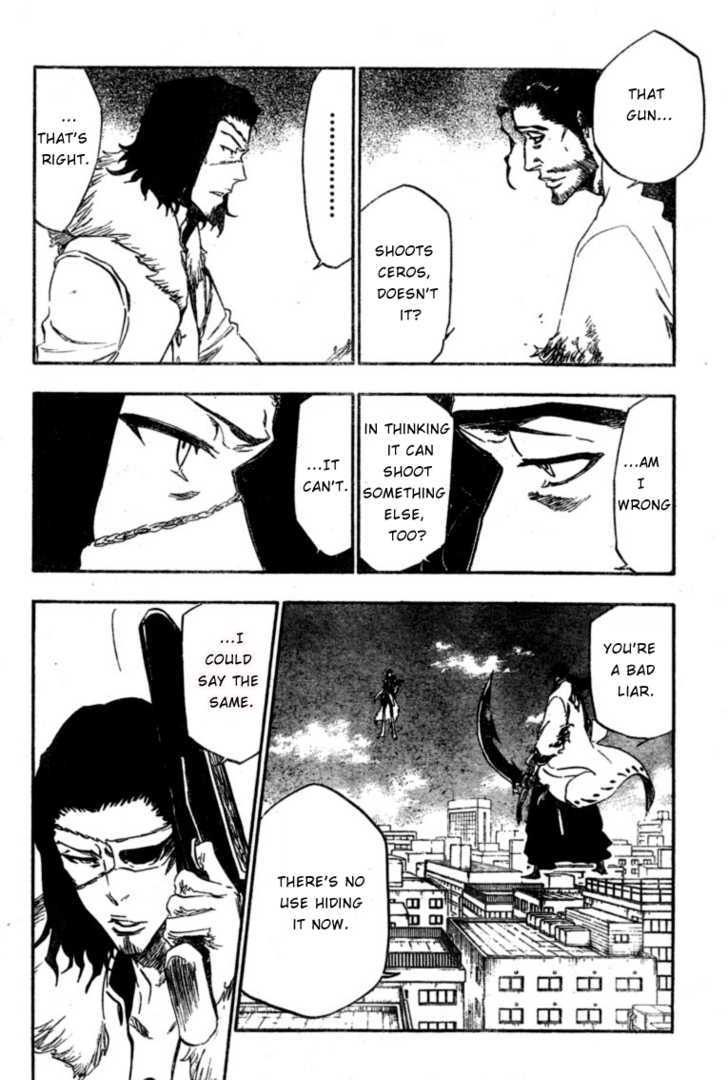 THAT
GUN...
SHOOTS
CEROS,
DOESN'T
IT?
..........
...
THAT'S
RIGHT.
...AM
I
WRONG
IN THINKING
IT CAN
SHOOT
SOMETHING
ELSE,
TOO?
...IT
CAN'T.
YOU'RE
A BAD
LIAR.
THERE'S NO
USE HIDING
IT NOW.
...I
COULD
SAY THE
SAME.